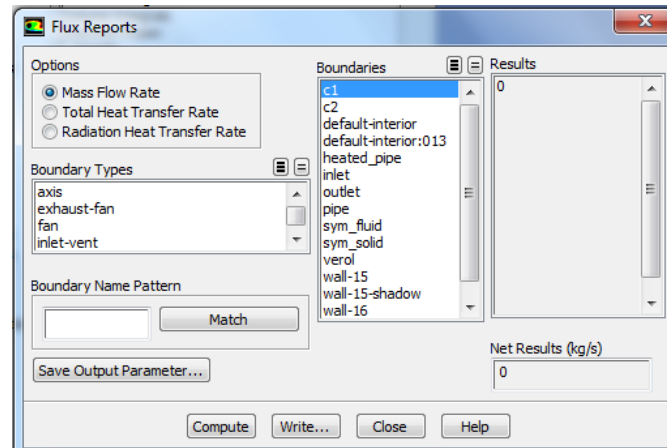 Flux Reports
Options
Mass Flow Rate
Total Heat Transfer Rate
Radiation Heat Transfer Rate
Boundary Types
axis
exhaust-fan
fan
inlet-vent
Boundary Name Pattern
Match
Save Output Parameter...
Boundaries
c1
c2
default-interior
default-interior:013
heated_pipe
inlet
outlet
pipe
sym_fluid
sym_solid
verol
wall-15
wall-15-shadow
wall-16
Results
0
Net Results (kg/s)
0
Compute
Write...
Close
Help